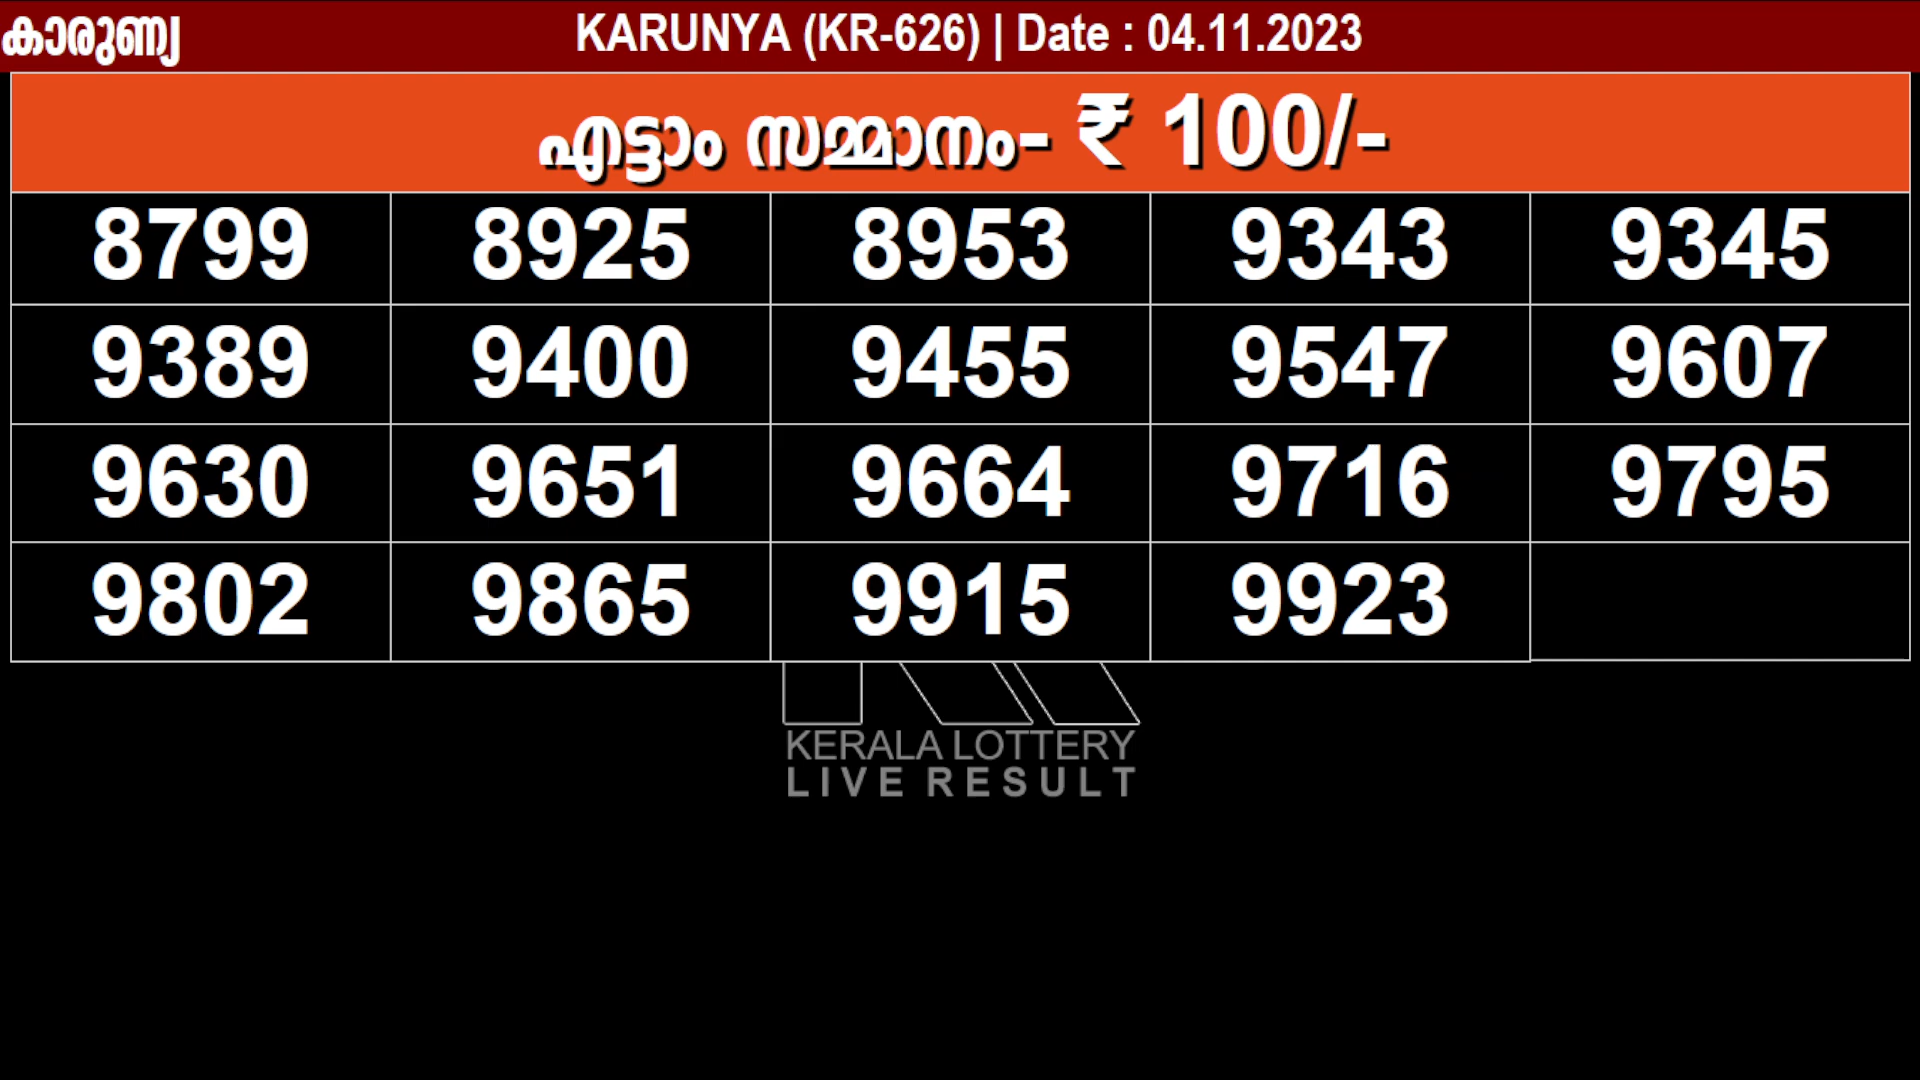 കാരുണ്യ
KARUNYA (KR-626) | Date : 04.11.2023
എട്ടാം സമ്മാനം- ₹ 100/-
8799 8925 8953 9343 9345
9389 9400 9455 9547 9607
9630 9651 9664 9716 9795
9802 9865 9915 9923
KERALA LOTTERY
LIVE RESULT